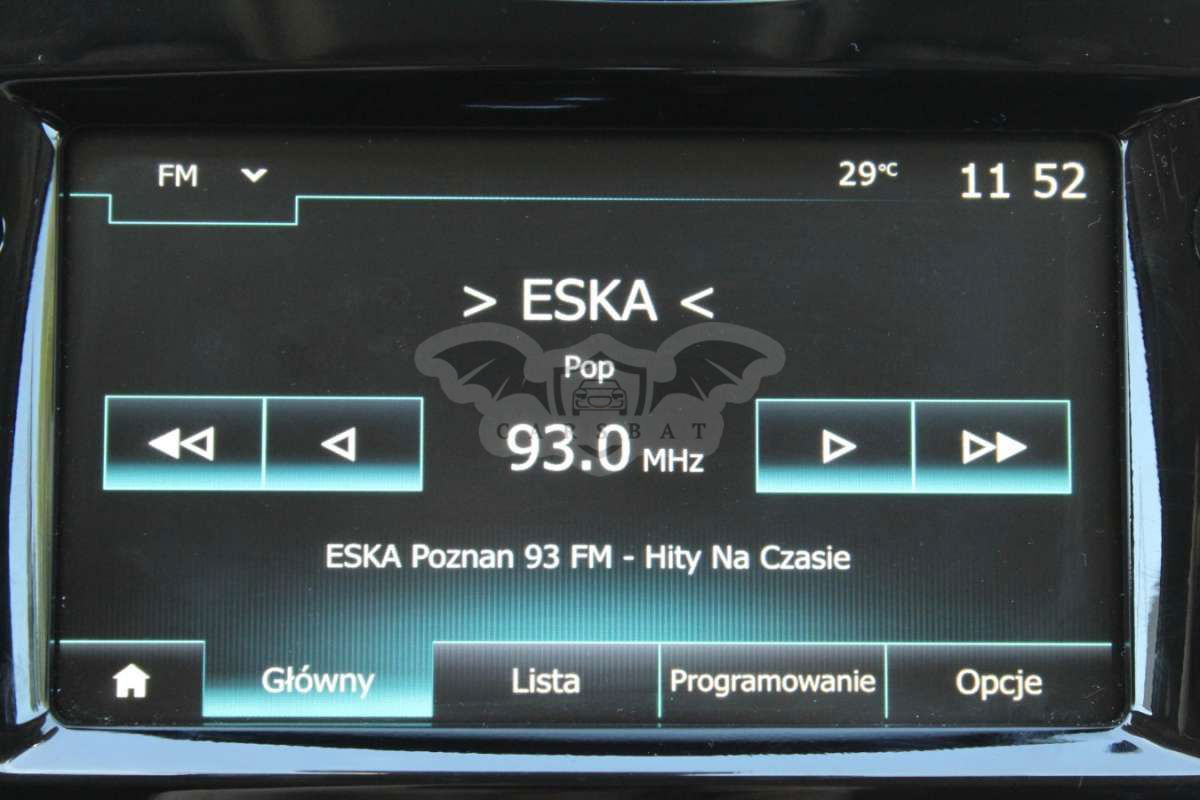 FM
29°C
11 52
> ESKA <
Pop
CARSBAT
93.0 MHz
ESKA Poznan 93 FM - Hity Na Czasie
Główny
Lista
Programowanie
Opcje